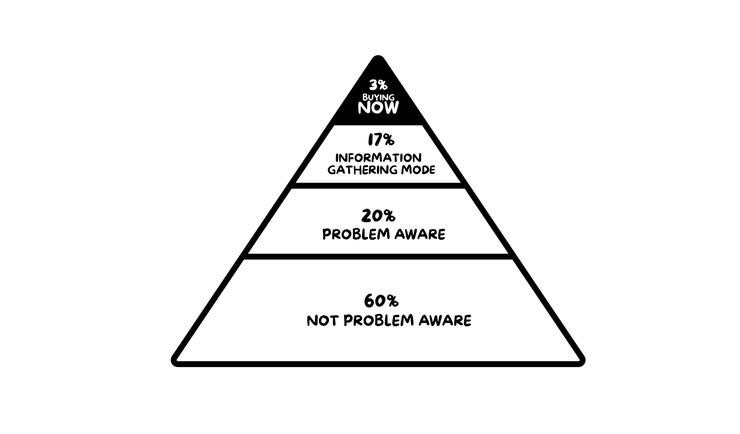 3%
BUYING
NOW
17%
INFORMATION
GATHERING MODE
20%
PROBLEM AWARE
60%
NOT PROBLEM AWARE